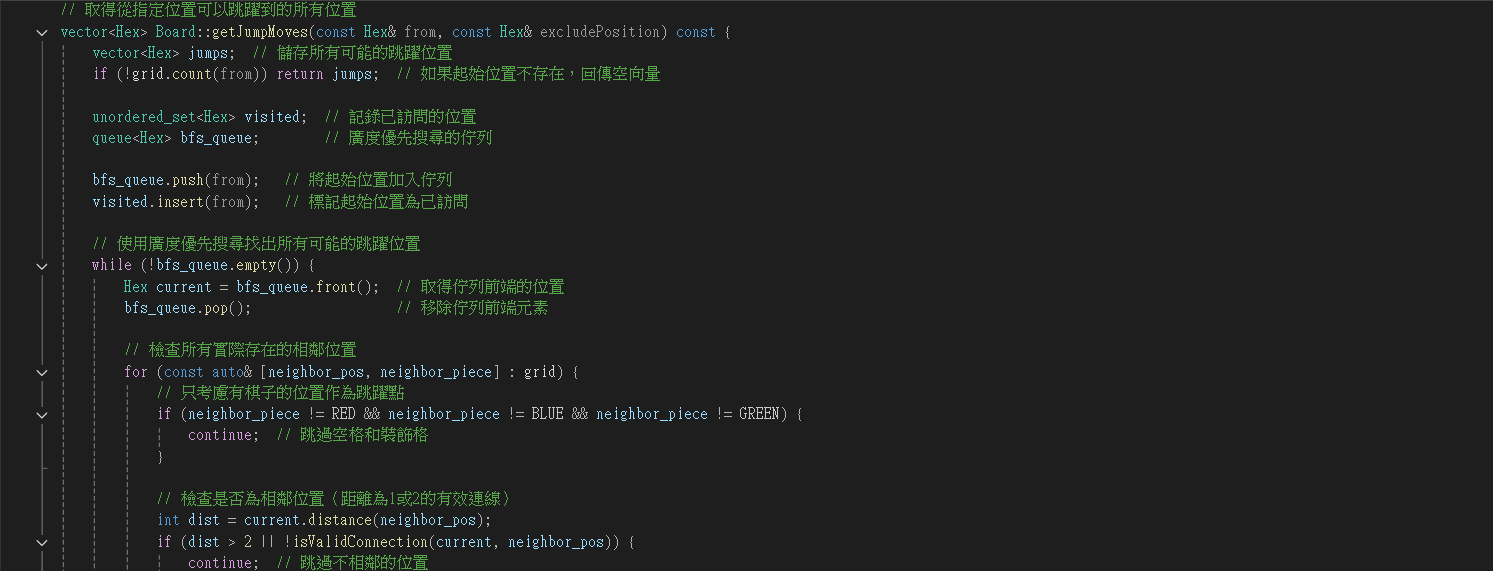 // 取得從指定位置可以跳躍到的所有位置
vector<Hex> Board::getJumpMoves(const Hex& from, const Hex& excludePosition) const {
vector<Hex> jumps;  // 儲存所有可能的跳躍位置
if (!grid.count(from)) return jumps;  // 如果起始位置不存在，回傳空向量
unordered_set<Hex> visited;  // 記錄已訪問的位置
queue<Hex> bfs_queue;        // 廣度優先搜尋的佇列
bfs_queue.push(from);   // 將起始位置加入佇列
visited.insert(from);   // 標記起始位置為已訪問
// 使用廣度優先搜尋找出所有可能的跳躍位置
while (!bfs_queue.empty()) {
Hex current = bfs_queue.front();  // 取得佇列前端的位置
bfs_queue.pop();                  // 移除佇列前端元素
// 檢查所有實際存在的相鄰位置
for (const auto& [neighbor_pos, neighbor_piece] : grid) {
// 只考慮有棋子的位置作為跳躍點
if (neighbor_piece != RED && neighbor_piece != BLUE && neighbor_piece != GREEN) {
continue;  // 跳過空格和裝飾格
}
// 檢查是否為相鄰位置（距離為1或2的有效連線）
int dist = current.distance(neighbor_pos);
if (dist > 2 || !isValidConnection(current, neighbor_pos)) {
continue;  // 跳過不相鄰的位置